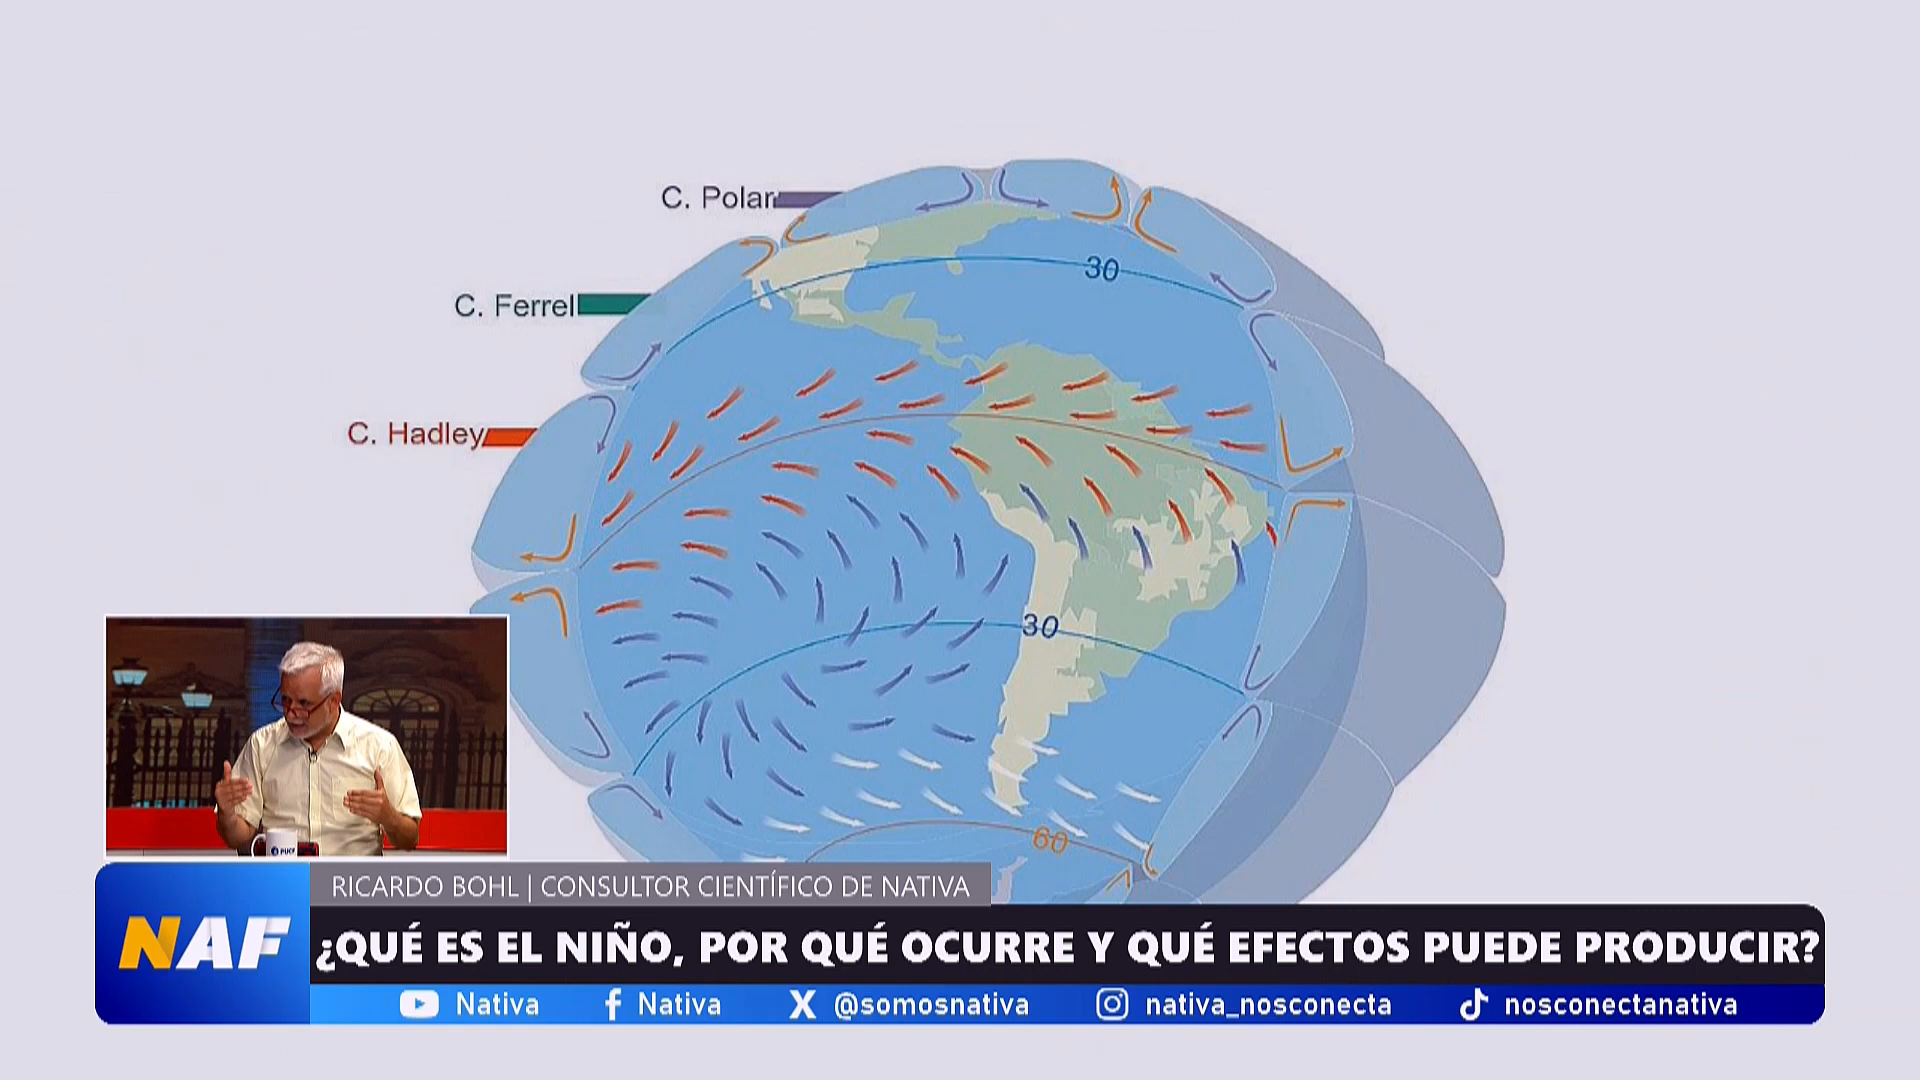 C. Polar
30
C. Ferrel
C. Hadley
30
60
PUCP
RICARDO BOHL | CONSULTOR CIENTÍFICO DE NATIVA
NAF
¿QUÉ ES EL NIÑO, POR QUÉ OCURRE Y QUÉ EFECTOS PUEDE PRODUCIR?
Nativa Nativa @somosnativa nativa_nosconecta nosconectanativa